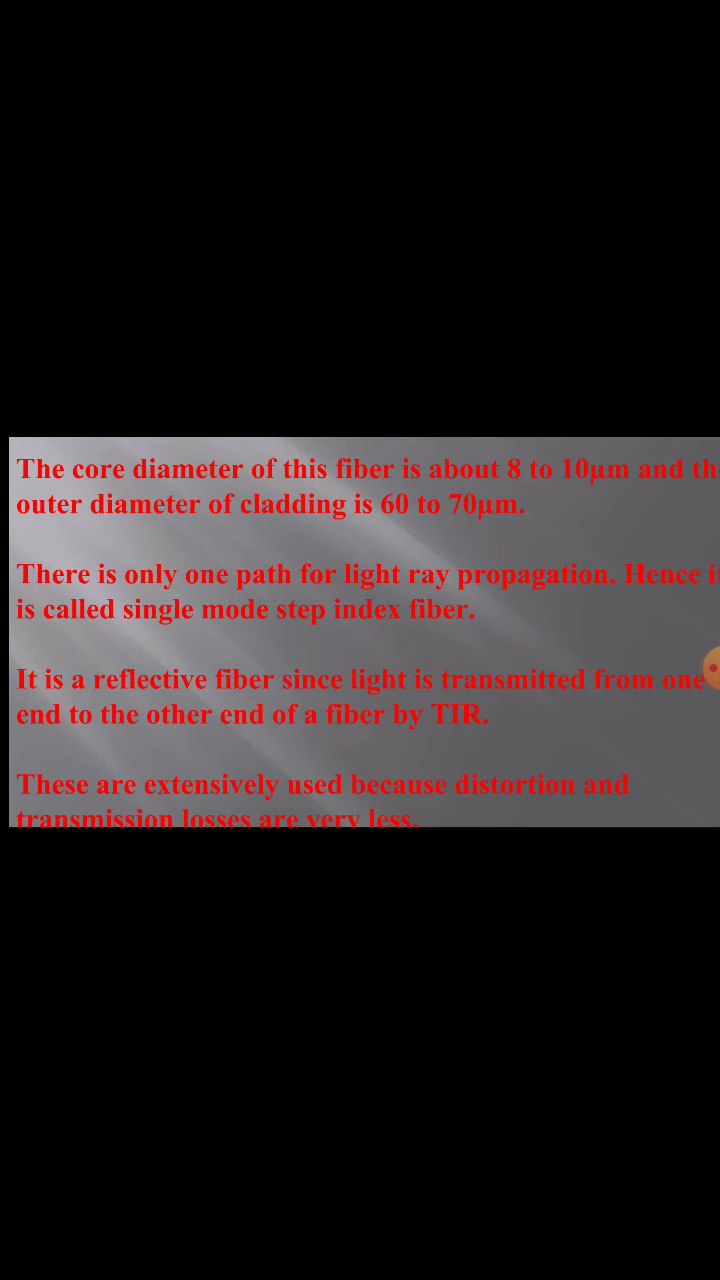 The core diameter of this fiber is about 8 to 10μm and th
outer diameter of cladding is 60 to 70μm.
There is only one path for light ray propagation. Hence i
is called single mode step index fiber.
It is a reflective fiber since light is transmitted from one
end to the other end of a fiber by TIR.
These are extensively used because distortion and
transmission losses are very less.